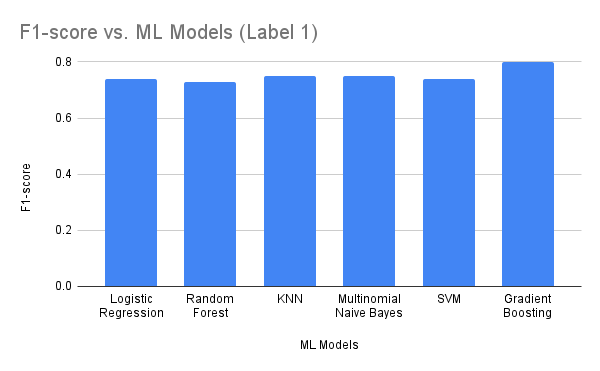 F1-score vs. ML Models (Label 1)
0.8
0.6
0.4
0.2
0.0
F1-score
Logistic
Regression
Random
Forest
KNN
Multinomial
Naive Bayes
SVM
Gradient
Boosting
ML Models